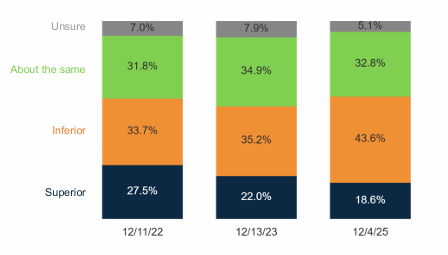 Unsure 7.0% 7.9% 5.1%
About the same 31.8% 34.9% 32.8%
Inferior 33.7% 35.2% 43.6%
Superior 27.5% 22.0% 18.6%
12/11/22 12/13/23 12/4/25